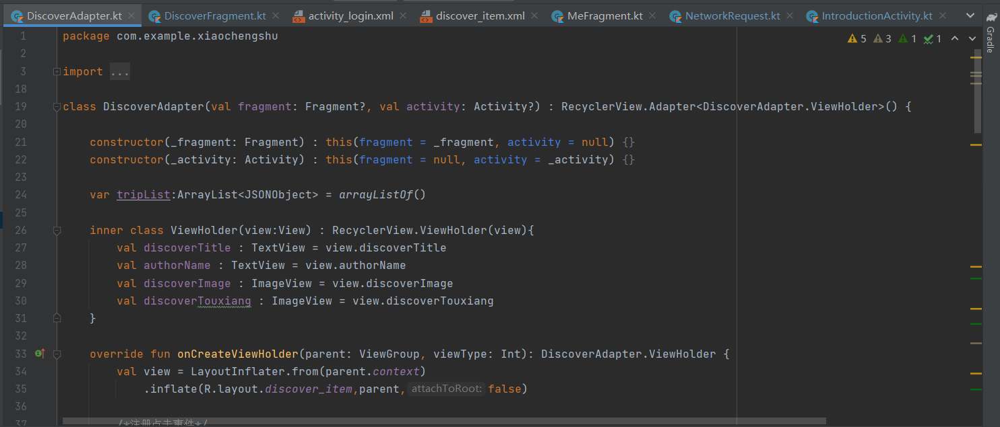 DiscoverAdapter.kt DiscoverFragment.kt activity_login.xml discover_item.xml MeFragment.kt NetworkRequest.kt IntroductionActivity.kt
Gradle
5 3 1 1
1 package com.example.xiaochengshu
2
3 import ...
18
19 class DiscoverAdapter(val fragment: Fragment?, val activity: Activity?) : RecyclerView.Adapter<DiscoverAdapter.ViewHolder>() {
20
21 constructor(_fragment: Fragment) : this(fragment = _fragment, activity = null) {}
22 constructor(_activity: Activity) : this(fragment = null, activity = _activity) {}
23
24 var tripList:ArrayList<JSONObject> = arrayListOf()
25
26 inner class ViewHolder(view:View) : RecyclerView.ViewHolder(view){
27 val discoverTitle : TextView = view.discoverTitle
28 val authorName : TextView = view.authorName
29 val discoverImage : ImageView = view.discoverImage
30 val discoverTouxiang : ImageView = view.discoverTouxiang
31 }
32
33 override fun onCreateViewHolder(parent: ViewGroup, viewType: Int): DiscoverAdapter.ViewHolder {
34 val view = LayoutInflater.from(parent.context)
35 .inflate(R.layout.discover_item,parent, attachToRoot: false)
36
37 /*注册点击事件*/